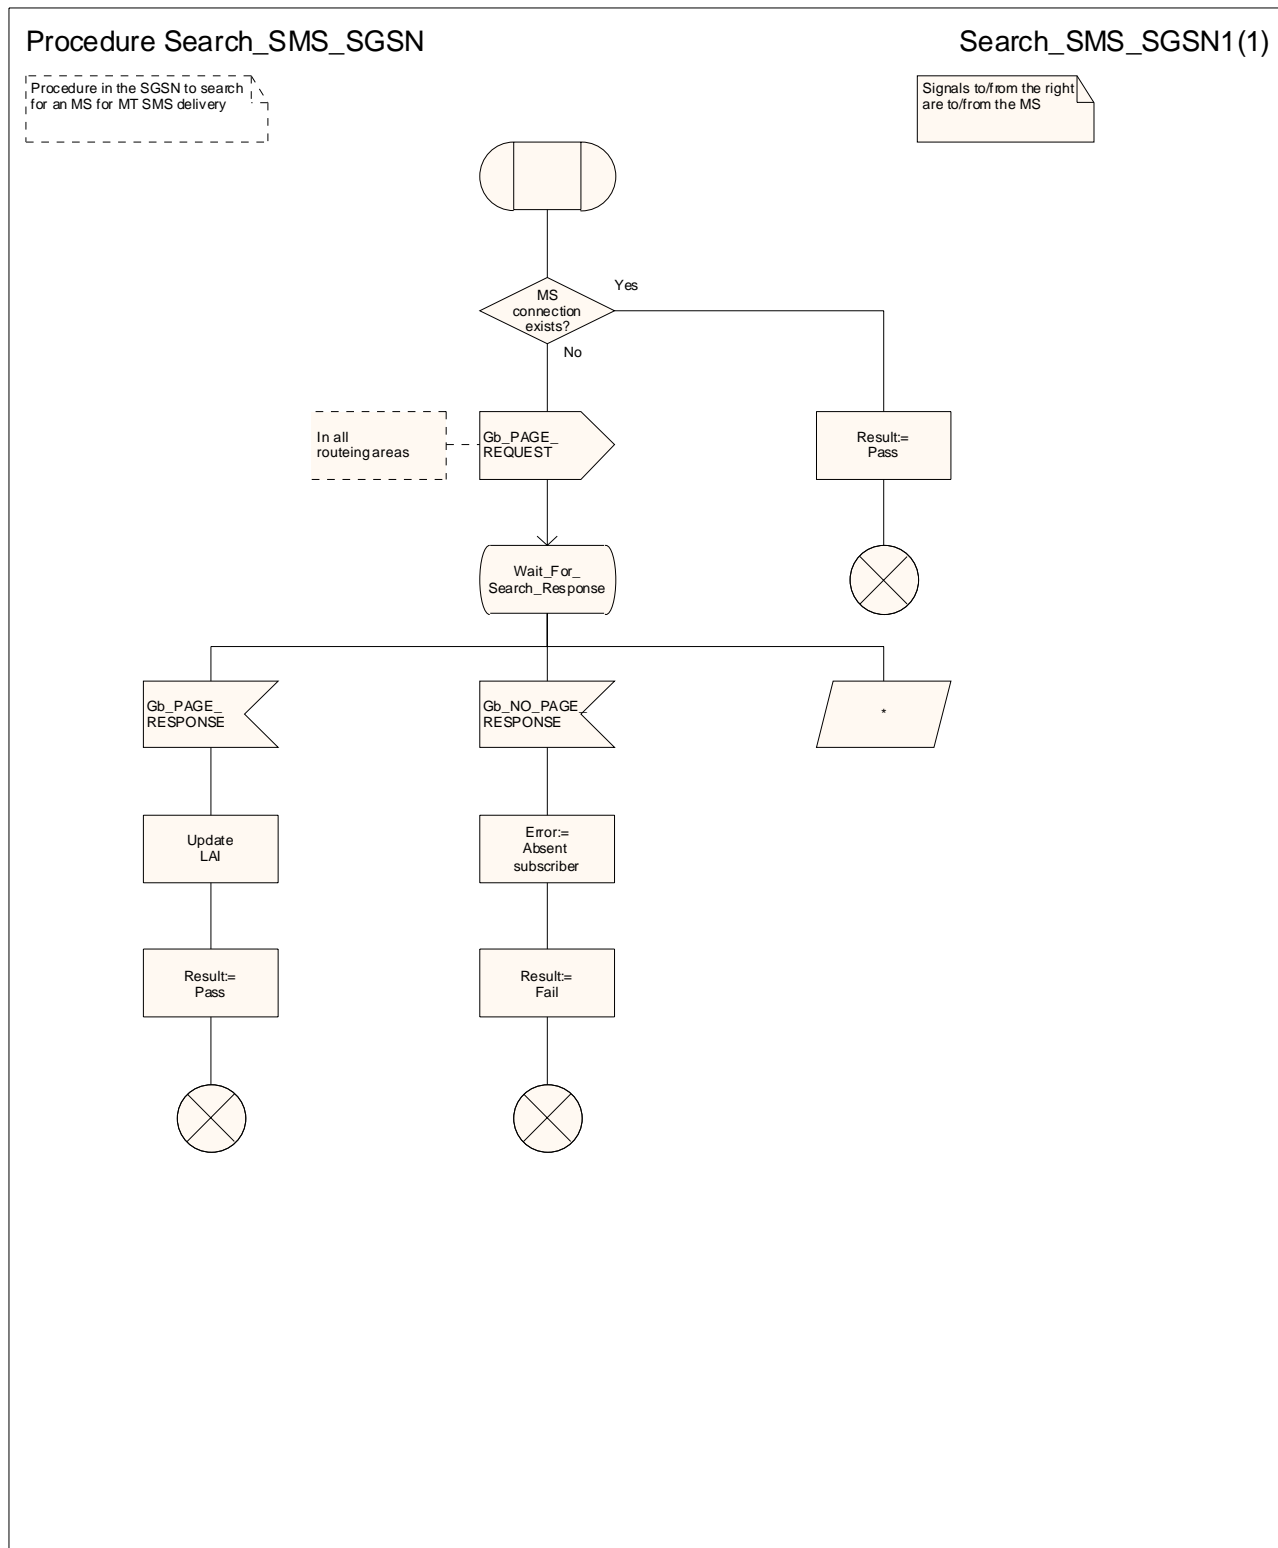 Procedure Search_SMS_SGSN
Search_SMS_SGSN1(1)
Procedure in the SGSN to search
for an MS for MT SMS delivery
Signals to/from the right
are to/from the MS
MS
connection
exists?
Yes
No
In all
routeing areas
Gb_PAGE_
REQUEST
Result:=
Pass
Wait_For_
Search_Response
Gb_PAGE_
RESPONSE
Gb_NO_PAGE_
RESPONSE
*
Update
LAI
Error:=
Absent
subscriber
Result:=
Pass
Result:=
Fail